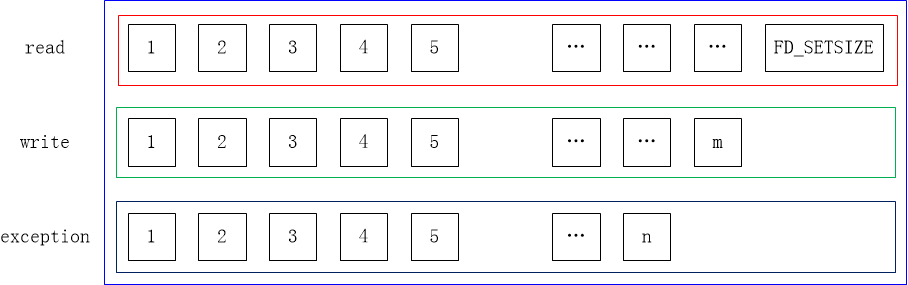 read 1 2 3 4 5 … … … FD_SETSIZE
write 1 2 3 4 5 … … m
exception 1 2 3 4 5 … n